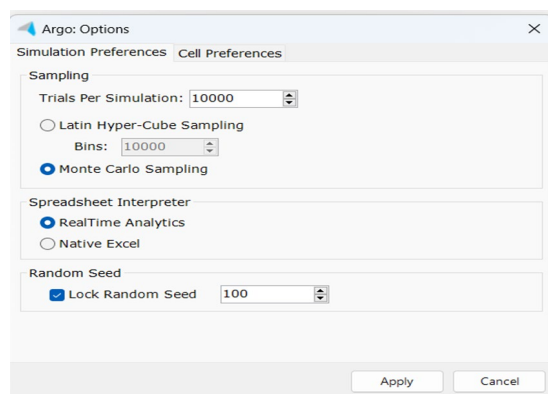 Argo: Options
Simulation Preferences Cell Preferences
Sampling
Trials Per Simulation: 10000
Latin Hyper-Cube Sampling
Bins: 10000
Monte Carlo Sampling
Spreadsheet Interpreter
RealTime Analytics
Native Excel
Random Seed
Lock Random Seed 100
Apply Cancel